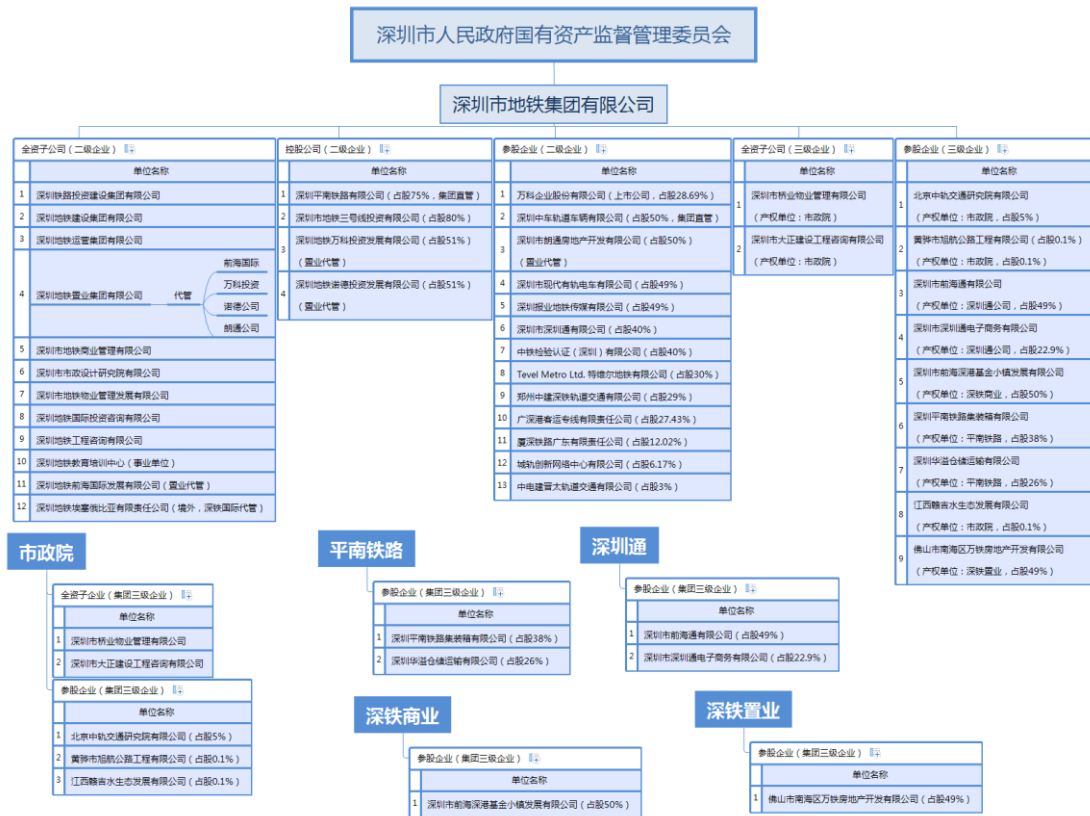 深圳市人民政府国有资产监督管理委员会
深圳市地铁集团有限公司
全资子公司（二级企业）
单位名称
1 深圳铁路投资建设集团有限公司
2 深圳地铁建设集团有限公司
3 深圳地铁运营集团有限公司
4 深圳地铁置业集团有限公司 代管
前海国际
万科投资
诺德公司
朗通公司
5 深圳市地铁商业管理有限公司
6 深圳市市政设计研究院有限公司
7 深圳市地铁物业管理发展有限公司
8 深圳地铁国际投资咨询有限公司
9 深圳地铁工程咨询有限公司
10 深圳地铁教育培训中心（事业单位）
11 深圳地铁前海国际发展有限公司（置业代管）
12 深圳地铁埃塞俄比亚有限责任公司（境外，深铁国际代管）
控股公司（二级企业）
单位名称
1 深圳平南铁路有限公司（占股75%，集团直管）
2 深圳市地铁三号线投资有限公司（占股80%）
3 深圳地铁万科投资发展有限公司（占股51%）
（置业代管）
4 深圳地铁诺德投资发展有限公司（占股51%）
（置业代管）
参股企业（二级企业）
单位名称
1 万科企业股份有限公司（上市公司，占股28.69%）
2 深圳中车轨道车辆有限公司（占股50%，集团直管）
3 深圳市朗通房地产开发有限公司（占股50%）
（置业代管）
4 深圳市现代有轨电车有限公司（占股49%）
5 深圳报业地铁传媒有限公司（占股49%）
6 深圳市深圳通有限公司（占股40%）
7 中铁检验认证（深圳）有限公司（占股40%）
8 Tevel Metro Ltd. 特维尔地铁有限公司（占股30%）
9 郑州中建深铁轨道交通有限公司（占股29%）
10 广深港客运专线有限责任公司（占股27.43%）
11 厦深铁路广东有限责任公司（占股12.02%）
12 城轨创新网络中心有限公司（占股6.17%）
13 中电建晋太轨道交通有限公司（占股3%）
全资子公司（三级企业）
单位名称
1 深圳市桥业物业管理有限公司
（产权单位：市政院）
2 深圳市大正建设工程咨询有限公司
（产权单位：市政院）
参股企业（三级企业）
单位名称
1 北京中轨交通研究院有限公司
（产权单位：市政院，占股5%）
2 黄骅市旭航公路工程有限公司（占股0.1%）
（产权单位：市政院，占股0.1%）
3 深圳市前海通有限公司
（产权单位：深圳通公司，占股49%）
4 深圳市深圳通电子商务有限公司
（产权单位：深圳通公司，占股22.9%）
5 深圳市前海深港基金小镇发展有限公司
（产权单位：深铁商业，占股50%）
6 深圳平南铁路集装箱有限公司
（产权单位：平南铁路，占股38%）
7 深圳华溢仓储运输有限公司
（产权单位：平南铁路，占股26%）
8 江西赣吉水生态发展有限公司
（产权单位：市政院，占股0.1%）
9 佛山市南海区万铁房地产开发有限公司
（产权单位：深铁置业，占股49%）
市政院
全资子企业（集团三级企业）
单位名称
1 深圳市桥业物业管理有限公司
2 深圳市大正建设工程咨询有限公司
参股企业（集团三级企业）
单位名称
1 北京中轨交通研究院有限公司（占股5%）
2 黄骅市旭航公路工程有限公司（占股0.1%）
3 江西赣吉水生态发展有限公司（占股0.1%）
平南铁路
参股企业（集团三级企业）
单位名称
1 深圳平南铁路集装箱有限公司（占股38%）
2 深圳华溢仓储运输有限公司（占股26%）
深圳通
参股企业（集团三级企业）
单位名称
1 深圳市前海通有限公司（占股49%）
2 深圳市深圳通电子商务有限公司（占股22.9%）
深铁商业
参股企业（集团三级企业）
单位名称
1 深圳市前海深港基金小镇发展有限公司（占股50%）
深铁置业
参股企业（集团三级企业）
单位名称
1 佛山市南海区万铁房地产开发有限公司（占股49%）